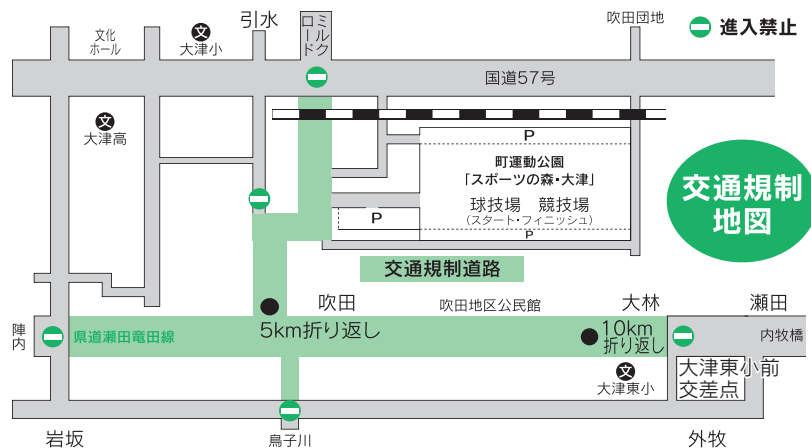 引水
ミルク
ロード
吹田団地
進入禁止
文化
ホール
文
大津小
国道57号
文
大津高
P
町運動公園
「スポーツの森・大津」
球技場 競技場
(スタート・フィニッシュ)
P
P
交通規制
地図
交通規制道路
吹田
吹田地区公民館
大林
瀬田
5km折り返し
10km
折り返し
陣内
県道瀬田竜田線
内牧橋
文
大津東小
大津東小前
交差点
岩坂
鳥子川
外牧